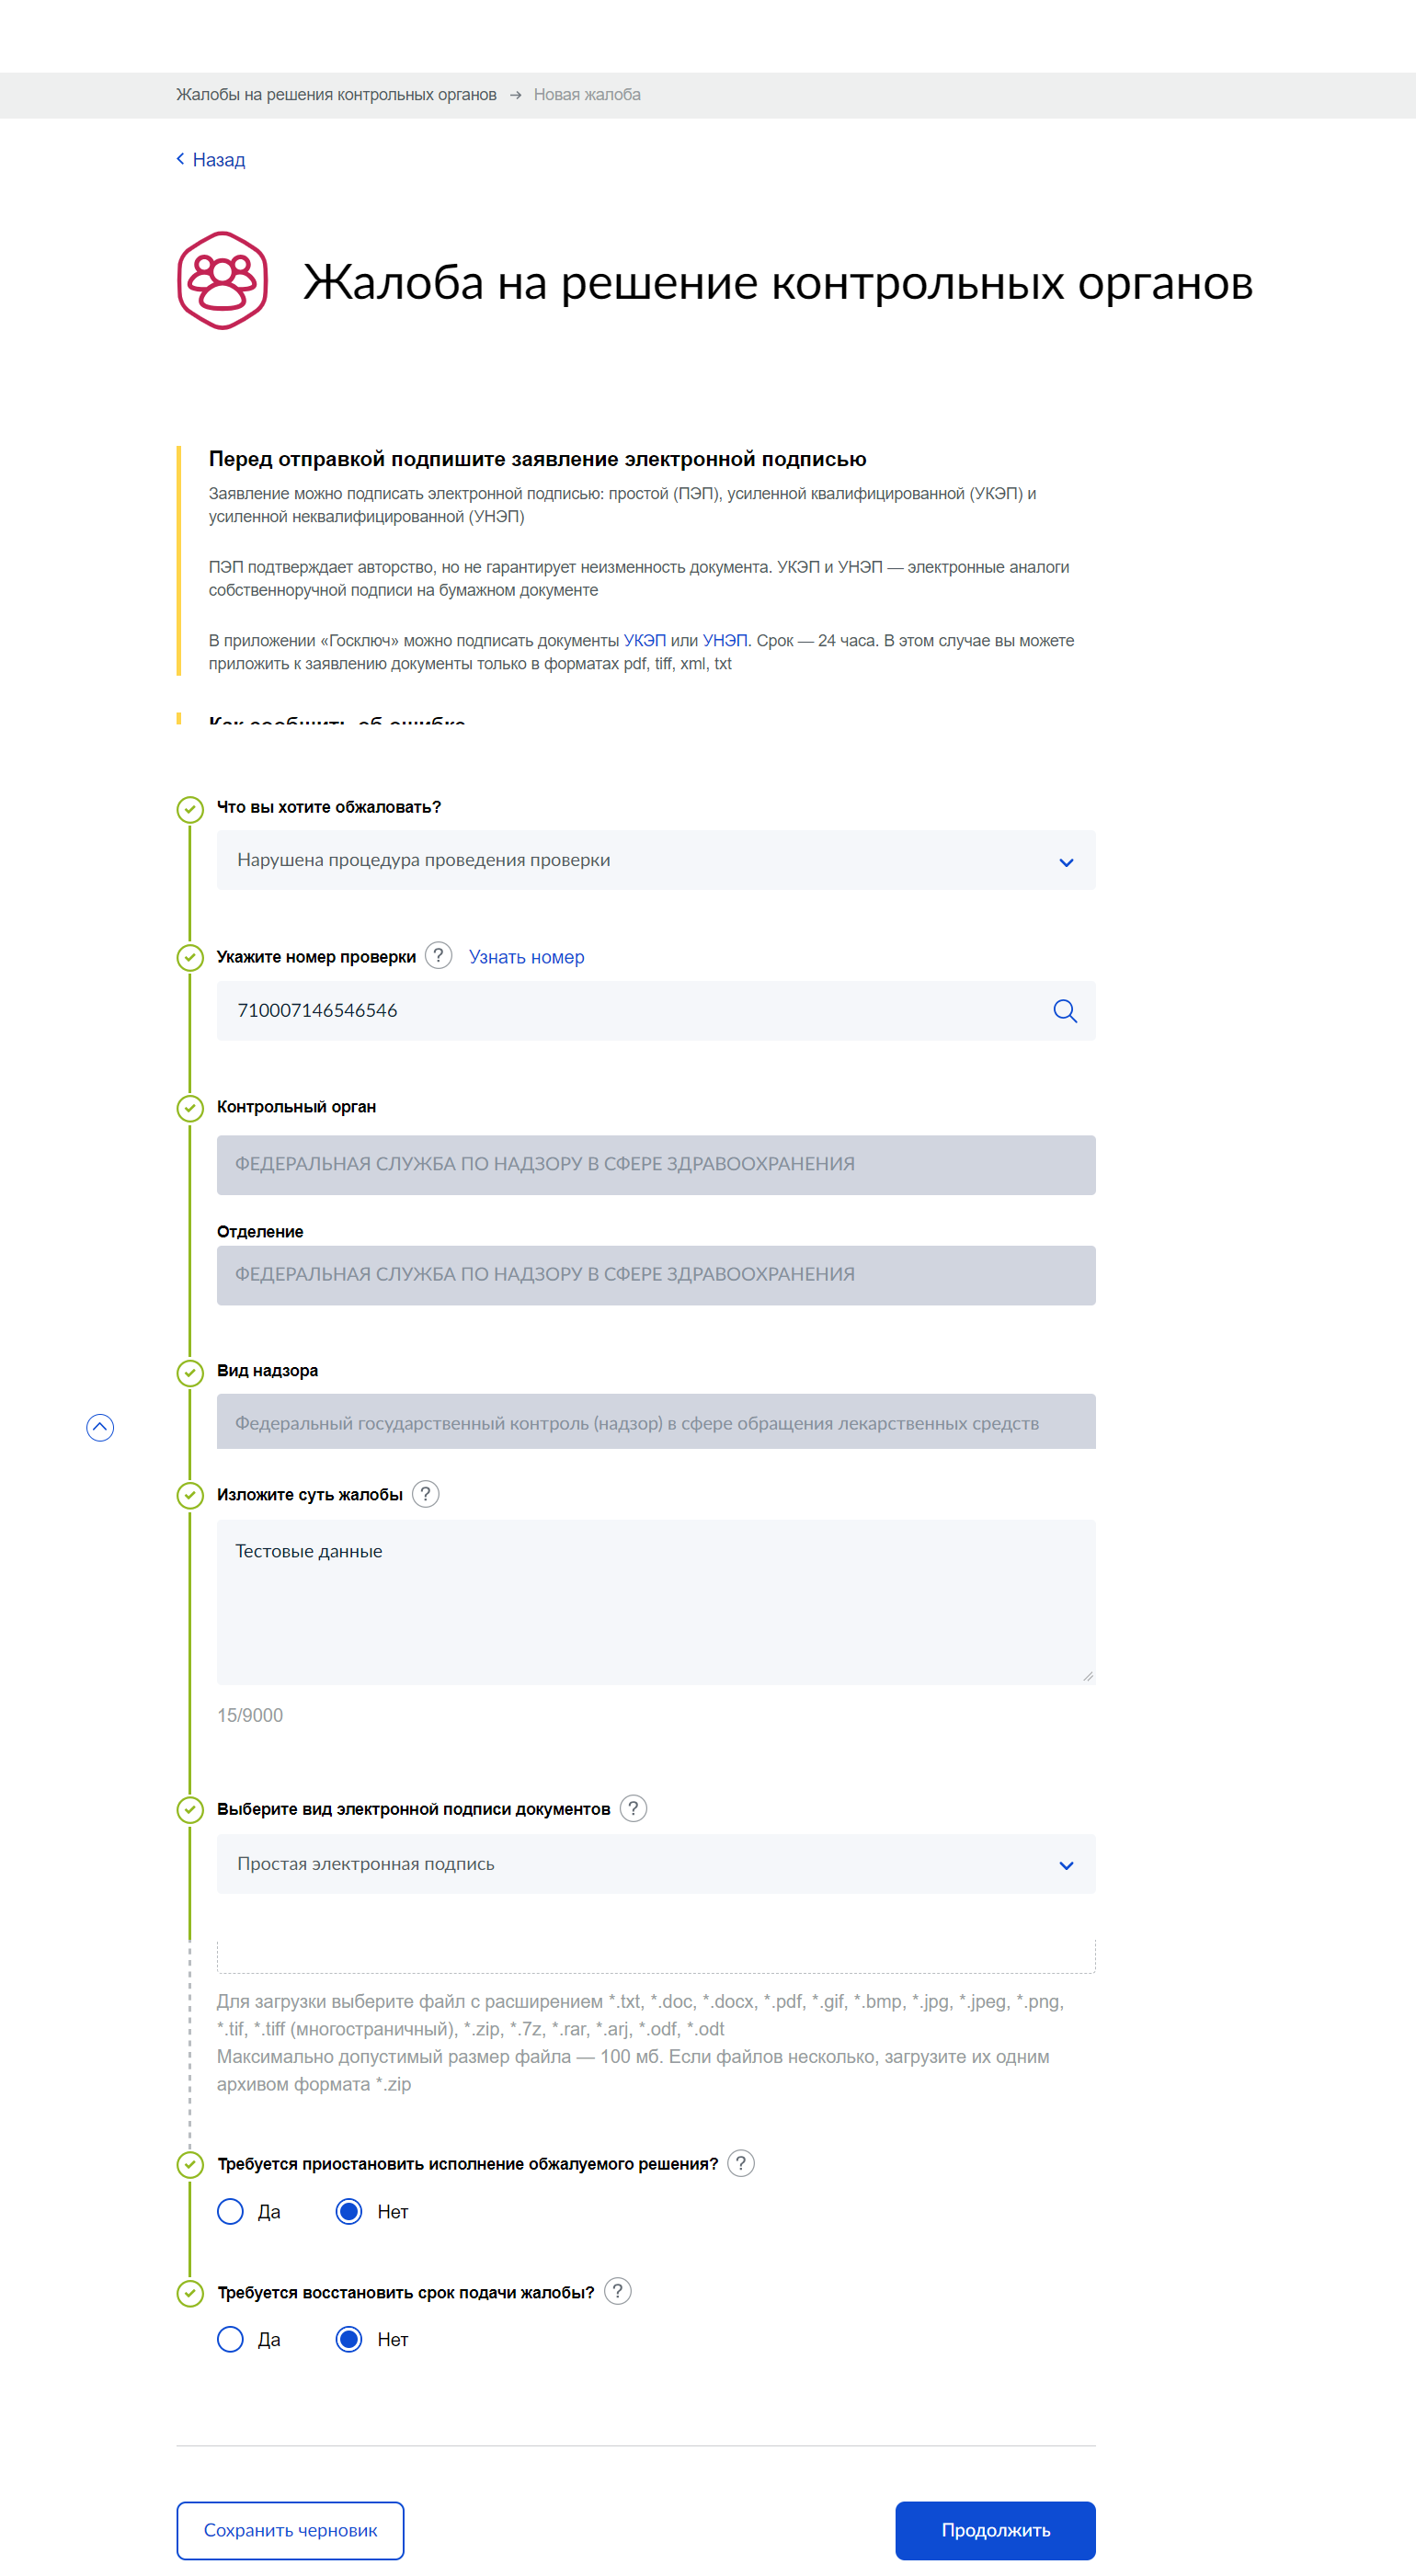 Жалобы на решения контрольных органов → Новая жалоба
Назад
Жалоба на решение контрольных органов
Перед отправкой подпишите заявление электронной подписью
Заявление можно подписать электронной подписью: простой (ПЭП), усиленной квалифицированной (УКЭП) и
усиленной неквалифицированной (УНЭП)
ПЭП подтверждает авторство, но не гарантирует неизменность документа. УКЭП и УНЭП — электронные аналоги
собственноручной подписи на бумажном документе
В приложении «Госключ» можно подписать документы УКЭП или УНЭП. Срок — 24 часа. В этом случае вы можете
приложить к заявлению документы только в форматах pdf, tiff, xml, txt
Как сообщить об ошибке
Что вы хотите обжаловать?
Нарушена процедура проведения проверки
Укажите номер проверки ? Узнать номер
710007146546546
Контрольный орган
ФЕДЕРАЛЬНАЯ СЛУЖБА ПО НАДЗОРУ В СФЕРЕ ЗДРАВООХРАНЕНИЯ
Отделение
ФЕДЕРАЛЬНАЯ СЛУЖБА ПО НАДЗОРУ В СФЕРЕ ЗДРАВООХРАНЕНИЯ
Вид надзора
Федеральный государственный контроль (надзор) в сфере обращения лекарственных средств
Изложите суть жалобы ?
Тестовые данные
15/9000
Выберите вид электронной подписи документов ?
Простая электронная подпись
Для загрузки выберите файл с расширением *.txt, *.doc, *.docx, *.pdf, *.gif, *.bmp, *.jpg, *.jpeg, *.png,
*.tif, *.tiff (многостраничный), *.zip, *.7z, *.rar, *.arj, *.odf, *.odt
Максимально допустимый размер файла — 100 мб. Если файлов несколько, загрузите их одним
архивом формата *.zip
Требуется приостановить исполнение обжалуемого решения? ?
Да Нет
Требуется восстановить срок подачи жалобы? ?
Да Нет
Сохранить черновик Продолжить